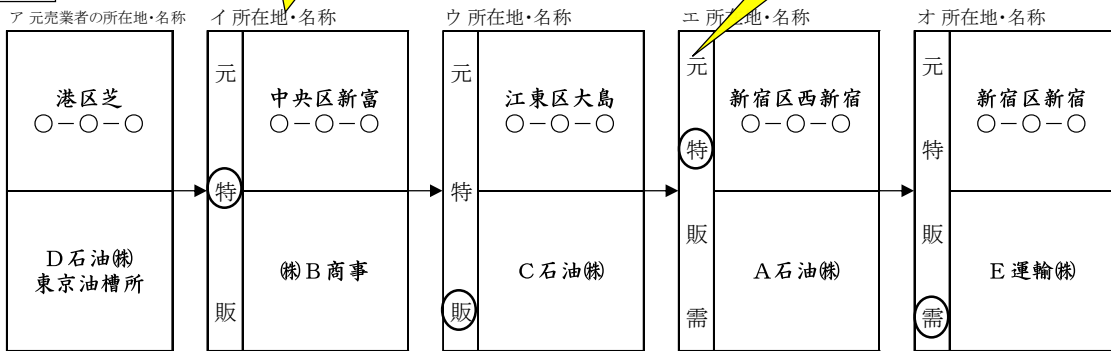 ア 元売業者の所在地・名称
港区芝
○－○－○
D石油㈱
東京油槽所
イ 所在地・名称
元
特
販
中央区新富
○－○－○
㈱B商事
ウ 所在地・名称
元
特
販
江東区大島
○－○－○
C石油㈱
エ 所在地・名称
元
特
販
需
新宿区西新宿
○－○－○
A石油㈱
オ 所在地・名称
元
特
販
需
新宿区新宿
○－○－○
E運輸㈱